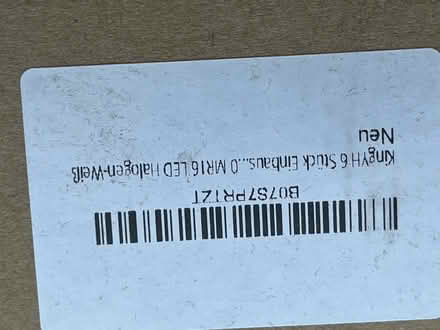 B07S7PR1ZT
KingYH 6 Stück Einbaus...0 MR16 LED Halogen-Weiß
Neu